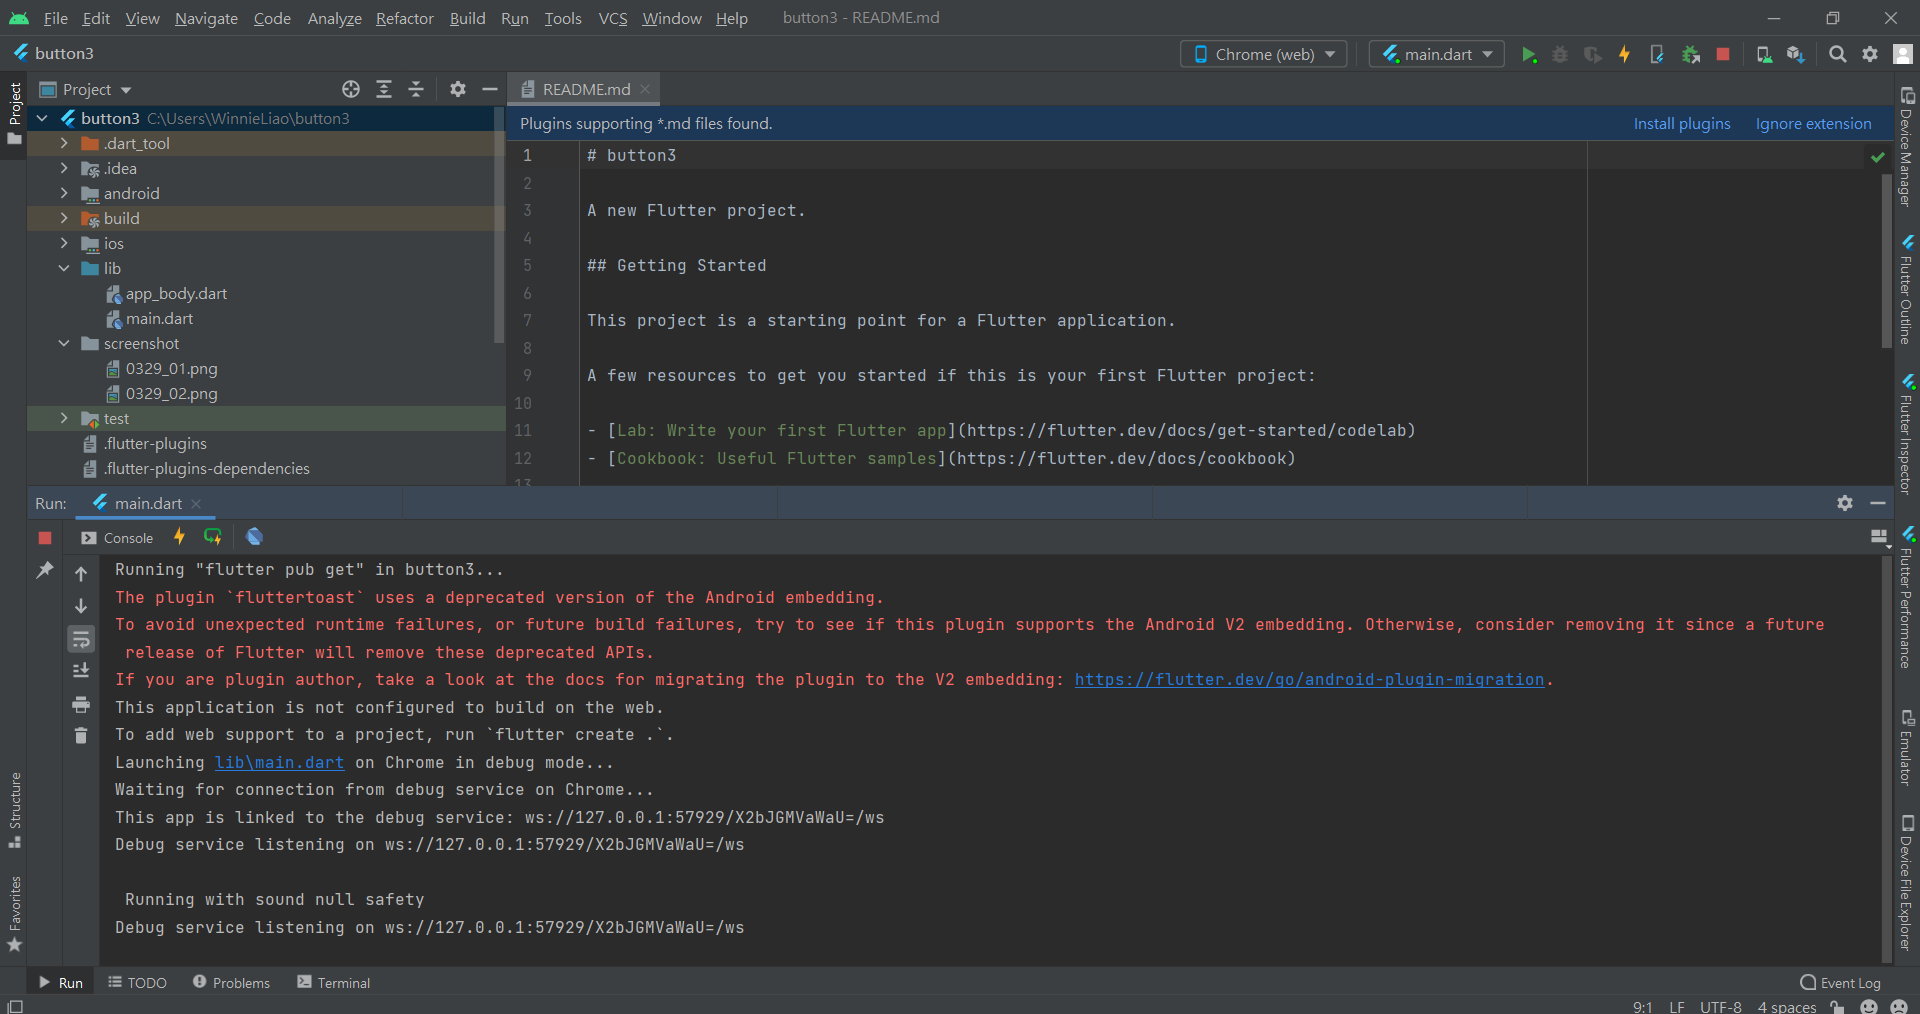 File Edit View Navigate Code Analyze Refactor Build Run Tools VCS Window Help button3 - README.md
button3 Chrome (web) main.dart
Project README.md
button3 C:\Users\WinnieLiao\button3
Plugins supporting *.md files found. Install plugins Ignore extension
.dart_tool
.idea
android
build
ios
lib
app_body.dart
main.dart
screenshot
0329_01.png
0329_02.png
test
.flutter-plugins
.flutter-plugins-dependencies
1 # button3
2
3 A new Flutter project.
4
5 ## Getting Started
6
7 This project is a starting point for a Flutter application.
8
9 A few resources to get you started if this is your first Flutter project:
10
11 - [Lab: Write your first Flutter app](https://flutter.dev/docs/get-started/codelab)
12 - [Cookbook: Useful Flutter samples](https://flutter.dev/docs/cookbook)
13
Run: main.dart
Console
Running "flutter pub get" in button3...
The plugin `fluttertoast` uses a deprecated version of the Android embedding.
To avoid unexpected runtime failures, or future build failures, try to see if this plugin supports the Android V2 embedding. Otherwise, consider removing it since a future
release of Flutter will remove these deprecated APIs.
If you are plugin author, take a look at the docs for migrating the plugin to the V2 embedding: https://flutter.dev/go/android-plugin-migration.
This application is not configured to build on the web.
To add web support to a project, run `flutter create .`.
Launching lib\main.dart on Chrome in debug mode...
Waiting for connection from debug service on Chrome...
This app is linked to the debug service: ws://127.0.0.1:57929/X2bJGMVaWaU=/ws
Debug service listening on ws://127.0.0.1:57929/X2bJGMVaWaU=/ws
Running with sound null safety
Debug service listening on ws://127.0.0.1:57929/X2bJGMVaWaU=/ws
Project
Structure
Favorites
Device Manager
Flutter Outline
Flutter Inspector
Flutter Performance
Emulator
Device File Explorer
Run TODO Problems Terminal Event Log
9:1 LF UTF-8 4 spaces